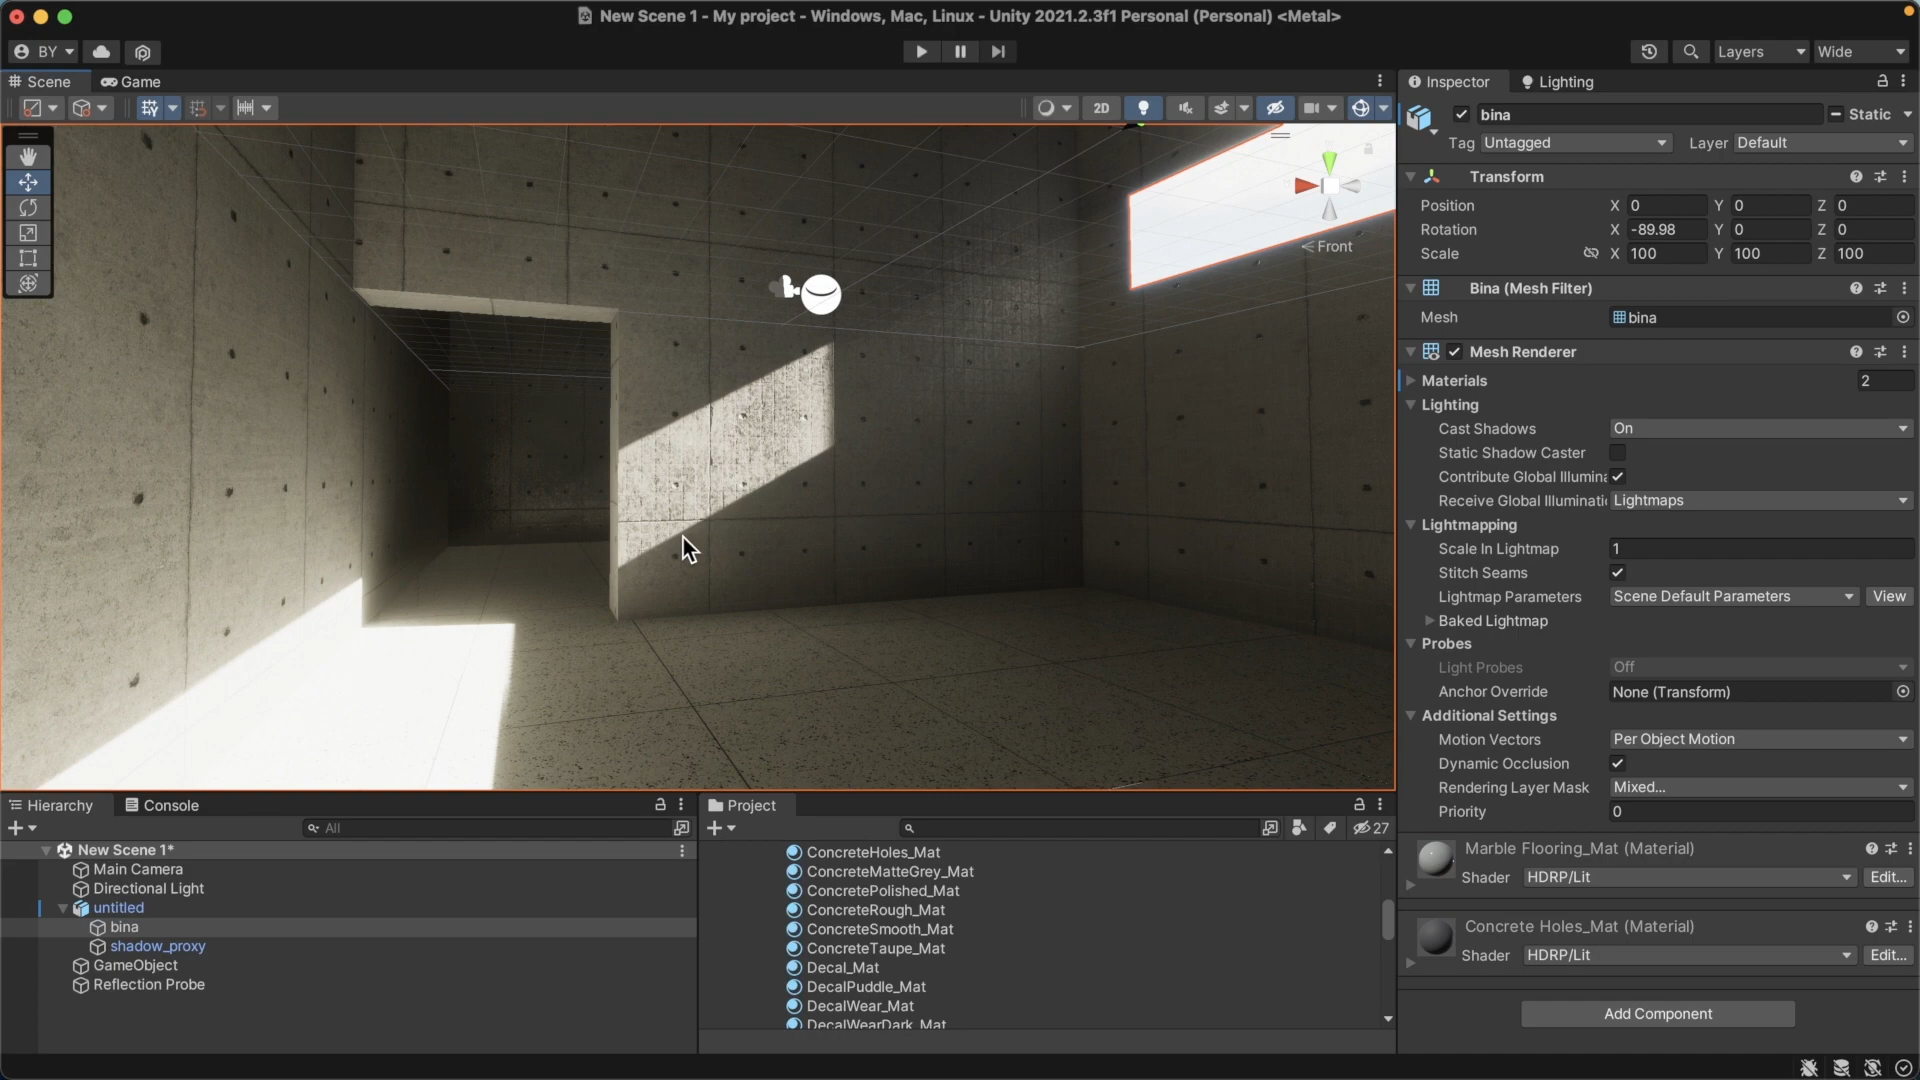 New Scene 1 - My project - Windows, Mac, Linux - Unity 2021.2.3f1 Personal (Personal) <Metal>
BY
Layers
Wide
Scene
Game
Inspector
Lighting
2D
bina
Static
Tag
Untagged
Layer
Default
Transform
Position X 0 Y 0 Z 0
Rotation X -89.98 Y 0 Z 0
Scale X 100 Y 100 Z 100
Front
Bina (Mesh Filter)
Mesh
bina
Mesh Renderer
Materials
2
Lighting
Cast Shadows
On
Static Shadow Caster
Contribute Global Illumina
Receive Global Illuminati
Lightmaps
Lightmapping
Scale In Lightmap
1
Stitch Seams
Lightmap Parameters
Scene Default Parameters
View
Baked Lightmap
Probes
Light Probes
Off
Anchor Override
None (Transform)
Additional Settings
Motion Vectors
Per Object Motion
Dynamic Occlusion
Rendering Layer Mask
Mixed...
Priority
0
Marble Flooring_Mat (Material)
Shader
HDRP/Lit
Edit...
Concrete Holes_Mat (Material)
Shader
HDRP/Lit
Edit...
Add Component
Hierarchy
Console
All
New Scene 1*
Main Camera
Directional Light
untitled
bina
shadow_proxy
GameObject
Reflection Probe
Project
27
ConcreteHoles_Mat
ConcreteMatteGrey_Mat
ConcretePolished_Mat
ConcreteRough_Mat
ConcreteSmooth_Mat
ConcreteTaupe_Mat
Decal_Mat
DecalPuddle_Mat
DecalWear_Mat
DecalWearDark_Mat